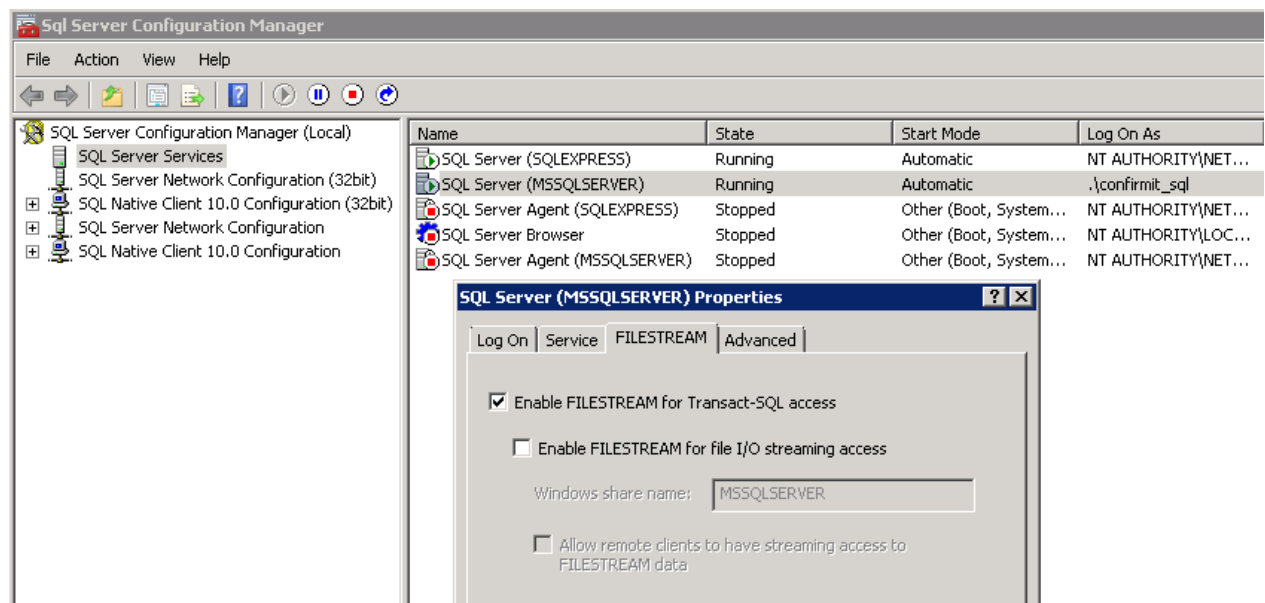 Sql Server Configuration Manager
File Action View Help
SQL Server Configuration Manager (Local)
SQL Server Services
SQL Server Network Configuration (32bit)
SQL Native Client 10.0 Configuration (32bit)
SQL Server Network Configuration
SQL Native Client 10.0 Configuration
Name State Start Mode Log On As
SQL Server (SQLEXPRESS) Running Automatic NT AUTHORITY\NET...
SQL Server (MSSQLSERVER) Running Automatic .\confirmit_sql
SQL Server Agent (SQLEXPRESS) Stopped Other (Boot, System... NT AUTHORITY\NET...
SQL Server Browser Stopped Other (Boot, System... NT AUTHORITY\LOC...
SQL Server Agent (MSSQLSERVER) Stopped Other (Boot, System... NT AUTHORITY\NET...
SQL Server (MSSQLSERVER) Properties
Log On Service FILESTREAM Advanced
Enable FILESTREAM for Transact-SQL access
Enable FILESTREAM for file I/O streaming access
Windows share name: MSSQLSERVER
Allow remote clients to have streaming access to
FILESTREAM data